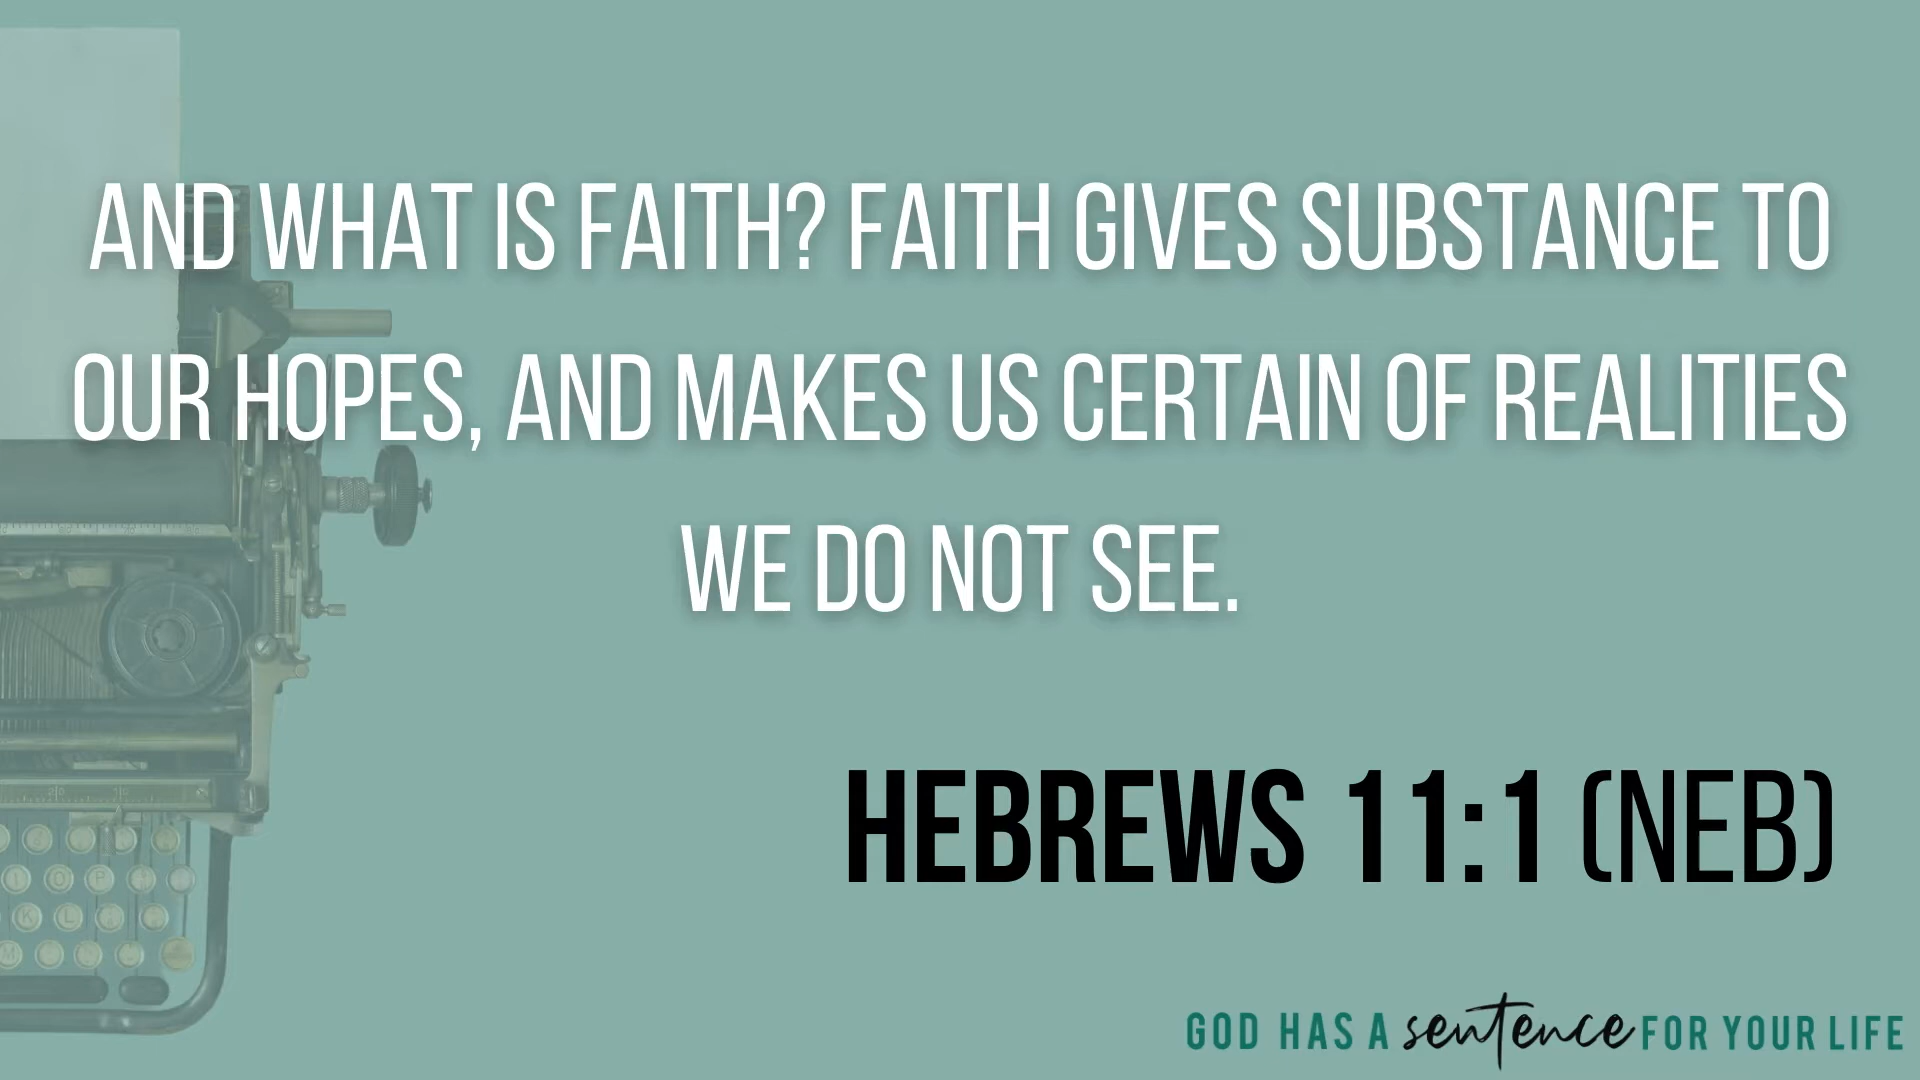 AND WHAT IS FAITH? FAITH GIVES SUBSTANCE TO
OUR HOPES, AND MAKES US CERTAIN OF REALITIES
WE DO NOT SEE.
HEBREWS 11:1 (NEB)
GOD HAS A sentence FOR YOUR LIFE
I O P
K L
M